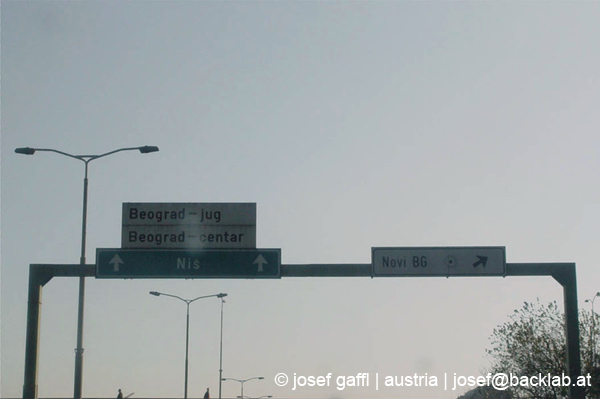 Beograd-jug
Beograd-centar
Niš
Novi BG
© josef gaffl | austria | josef@backlab.at